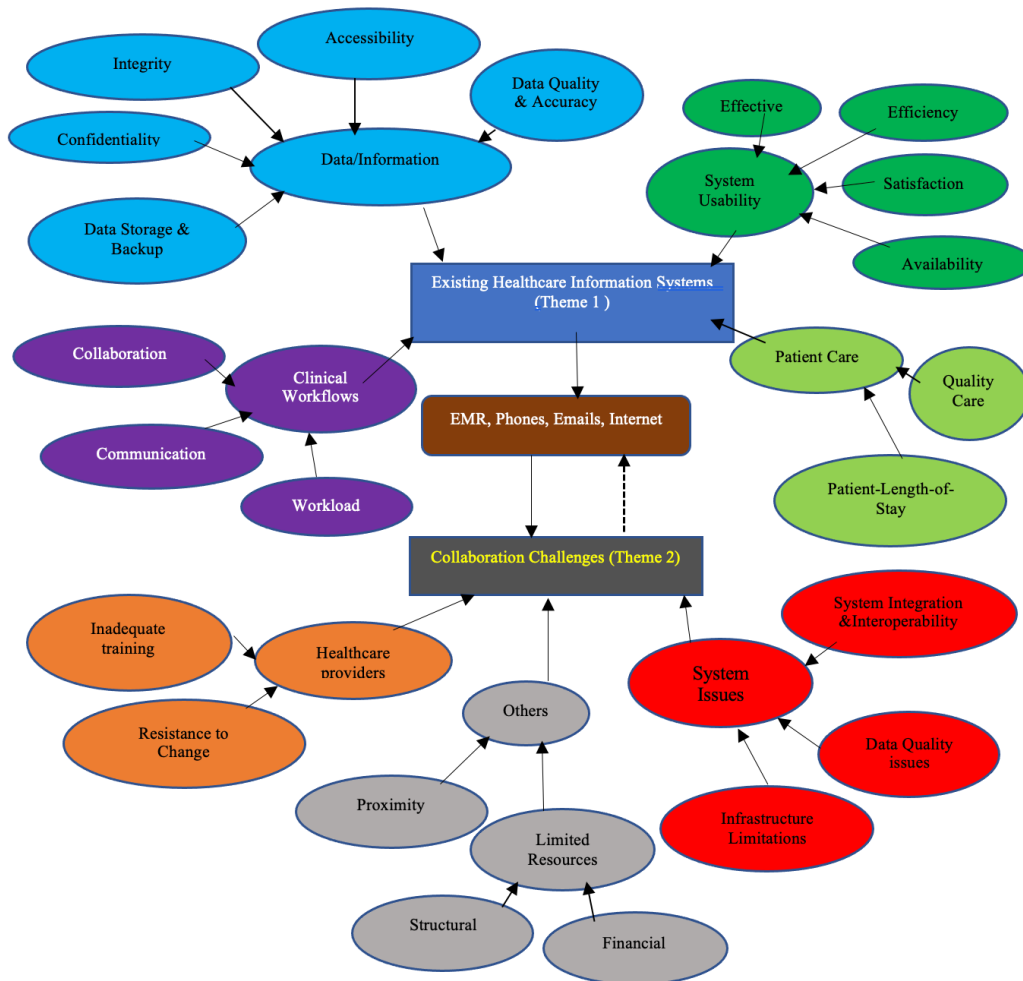 Accessibility
Integrity
Data Quality
& Accuracy
Confidentiality
Data/Information
Data Storage &
Backup
Effective
Efficiency
System
Usability
Satisfaction
Availability
Existing Healthcare Information Systems
(Theme 1 )
Collaboration
Clinical
Workflows
Communication
Workload
Patient Care
Quality
Care
Patient-Length-of-
Stay
EMR, Phones, Emails, Internet
Collaboration Challenges (Theme 2)
Inadequate
training
Healthcare
providers
Resistance to
Change
Others
Proximity
Limited
Resources
Structural
Financial
System Integration
&Interoperability
System
Issues
Data Quality
issues
Infrastructure
Limitations